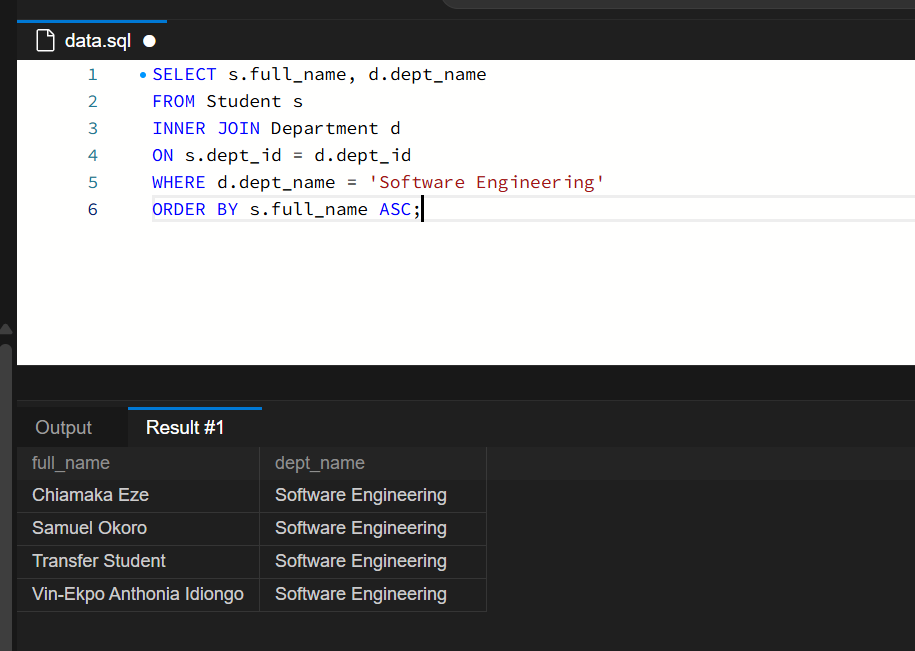 data.sql
1 SELECT s.full_name, d.dept_name
2 FROM Student s
3 INNER JOIN Department d
4 ON s.dept_id = d.dept_id
5 WHERE d.dept_name = 'Software Engineering'
6 ORDER BY s.full_name ASC;
Output Result #1
full_name dept_name
Chiamaka Eze Software Engineering
Samuel Okoro Software Engineering
Transfer Student Software Engineering
Vin-Ekpo Anthonia Idiongo Software Engineering